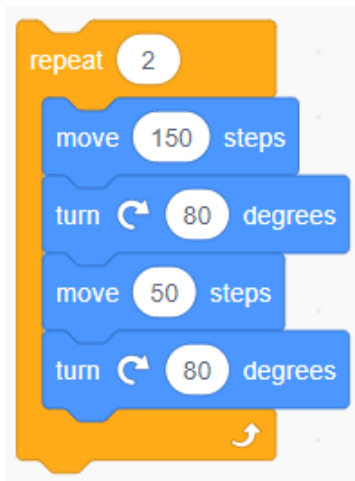 repeat 2
move 150 steps
turn 80 degrees
move 50 steps
turn 80 degrees